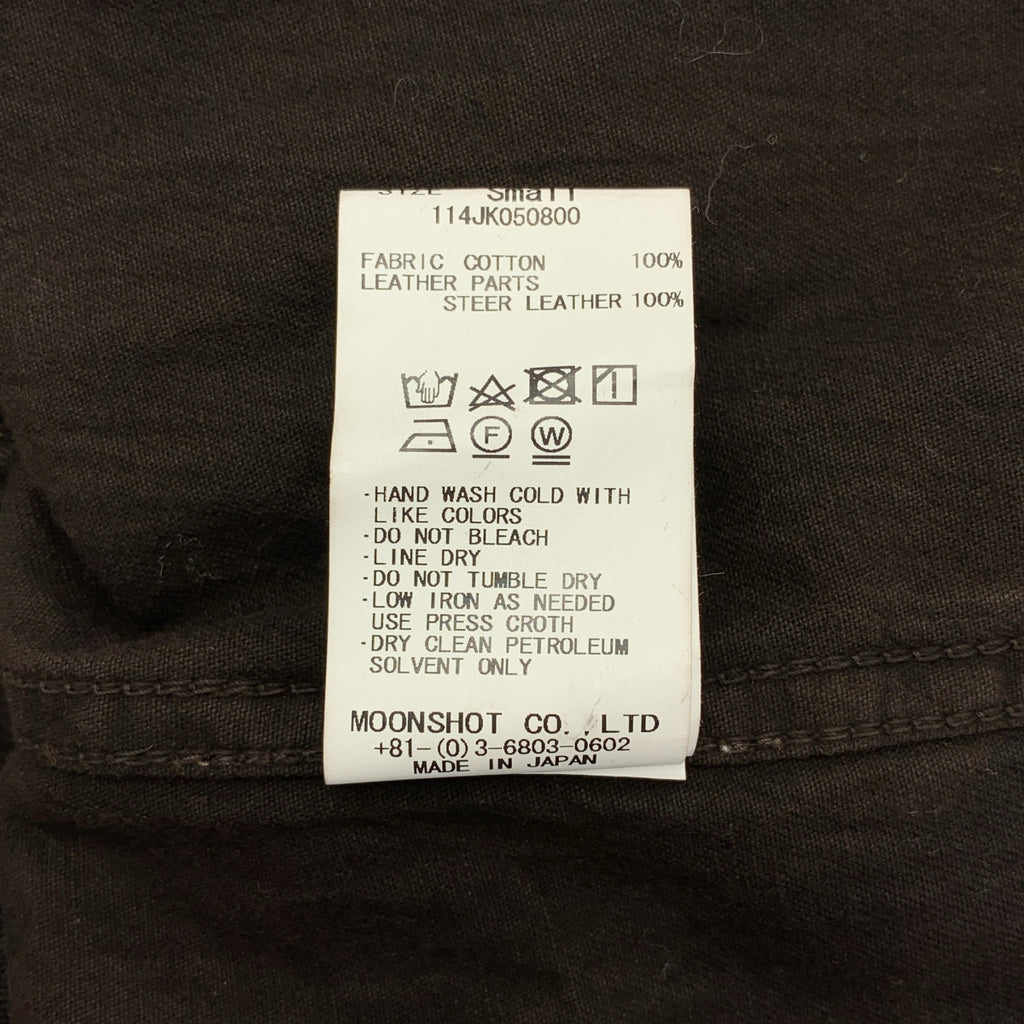 SIZE Small
114JK050800
FABRIC COTTON 100%
LEATHER PARTS
STEER LEATHER 100%
F W
·HAND WASH COLD WITH
LIKE COLORS
·DO NOT BLEACH
·LINE DRY
·DO NOT TUMBLE DRY
·LOW IRON AS NEEDED
USE PRESS CROTH
·DRY CLEAN PETROLEUM
SOLVENT ONLY
MOONSHOT CO.,LTD
+81-(0)3-6803-0602
MADE IN JAPAN